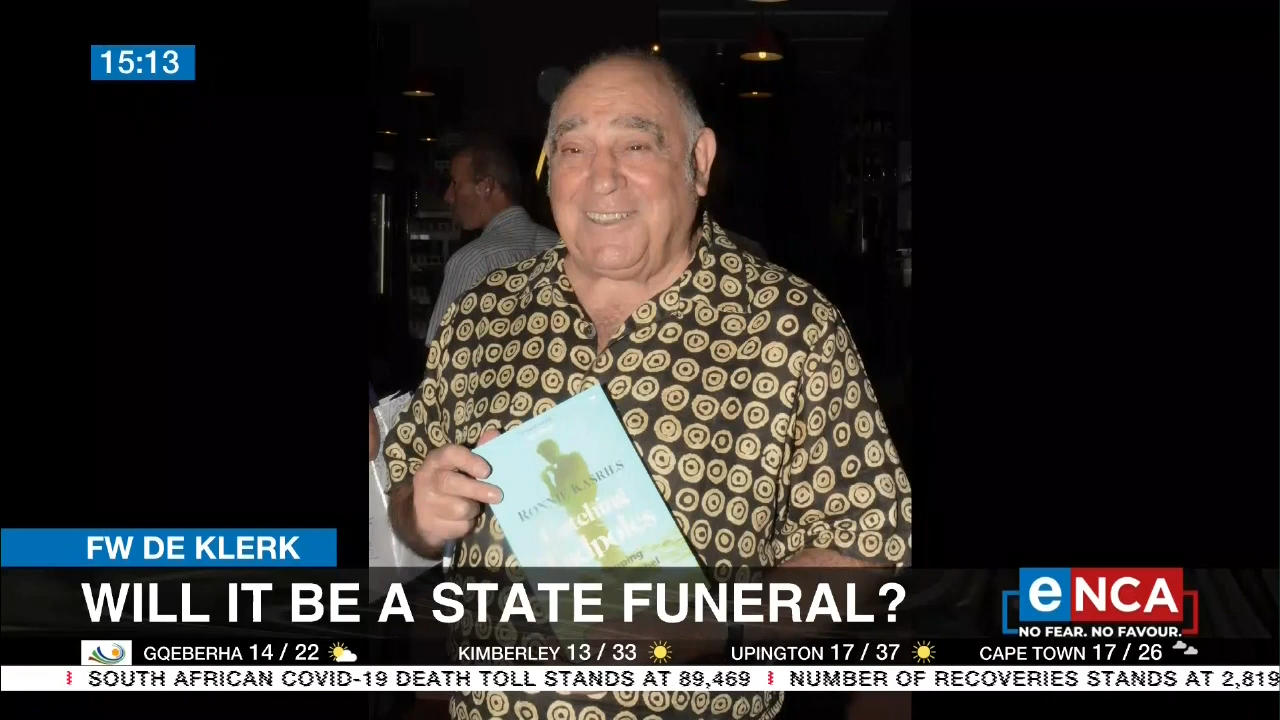 15:13
RONNIE KASRILS
Catching
Tadpoles
FW DE KLERK
WILL IT BE A STATE FUNERAL?
eNCA
NO FEAR. NO FAVOUR.
GQEBERHA 14 / 22 KIMBERLEY 13 / 33 UPINGTON 17 / 37 CAPE TOWN 17 / 26
SOUTH AFRICAN COVID-19 DEATH TOLL STANDS AT 89,469 NUMBER OF RECOVERIES STANDS AT 2,819